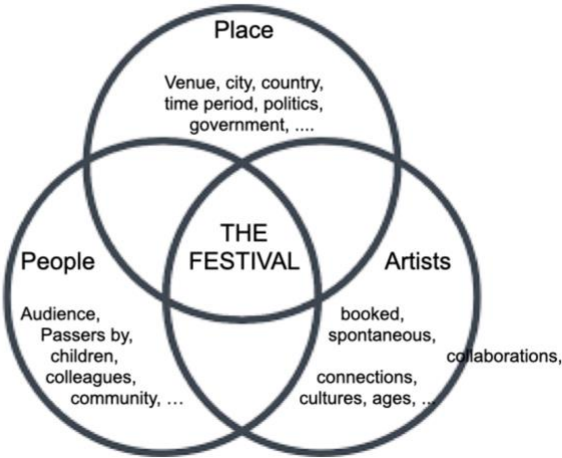 Place
Venue, city, country,
time period, politics,
government, ....
THE
FESTIVAL
People
Audience,
Passers by,
children,
colleagues,
community, ...
Artists
booked,
spontaneous,
collaborations,
connections,
cultures, ages, ...